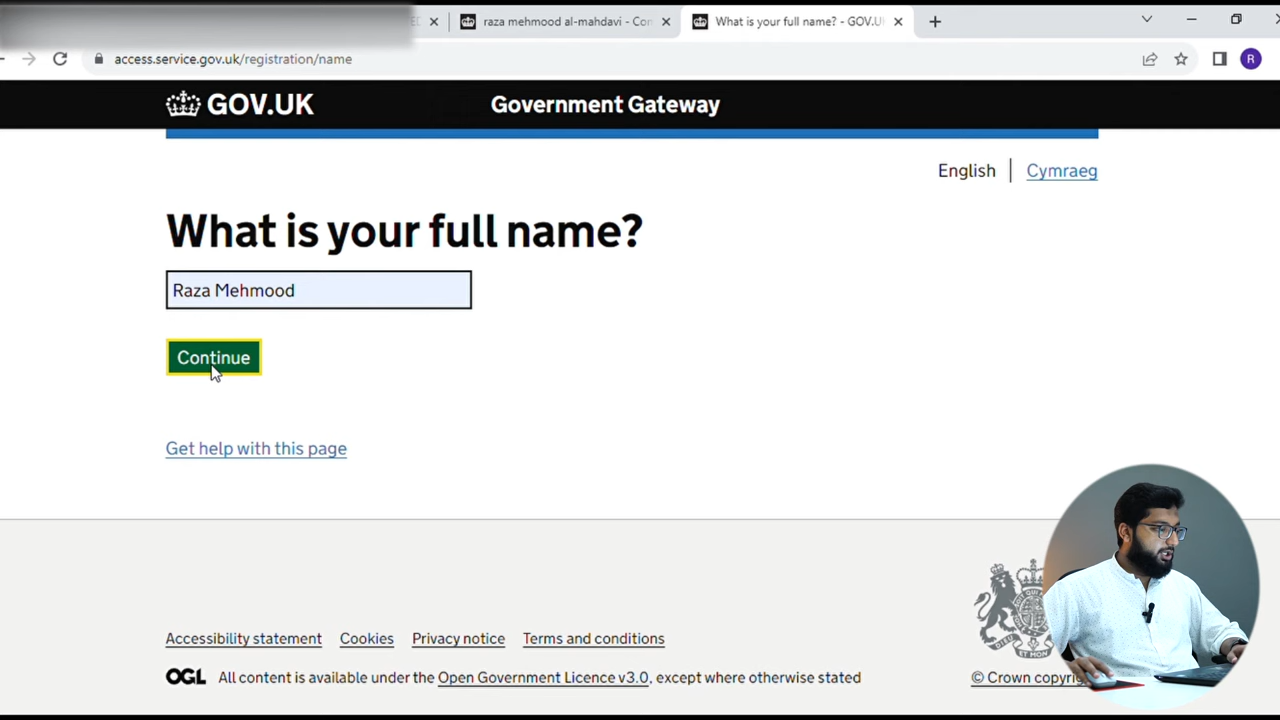 raza mehmood al-mahdavi - Con
What is your full name? - GOV.U
access.service.gov.uk/registration/name
R
GOV.UK
Government Gateway
English
Cymraeg
What is your full name?
Raza Mehmood
Continue
Get help with this page
Accessibility statement
Cookies
Privacy notice
Terms and conditions
OGL
All content is available under the Open Government Licence v3.0, except where otherwise stated
© Crown copyri